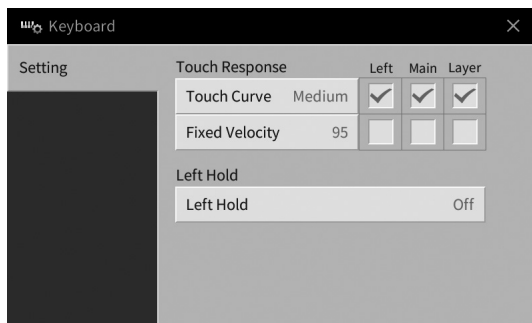 Keyboard
Setting
Touch Response Left Main Layer
Touch Curve Medium
Fixed Velocity 95
Left Hold
Left Hold Off